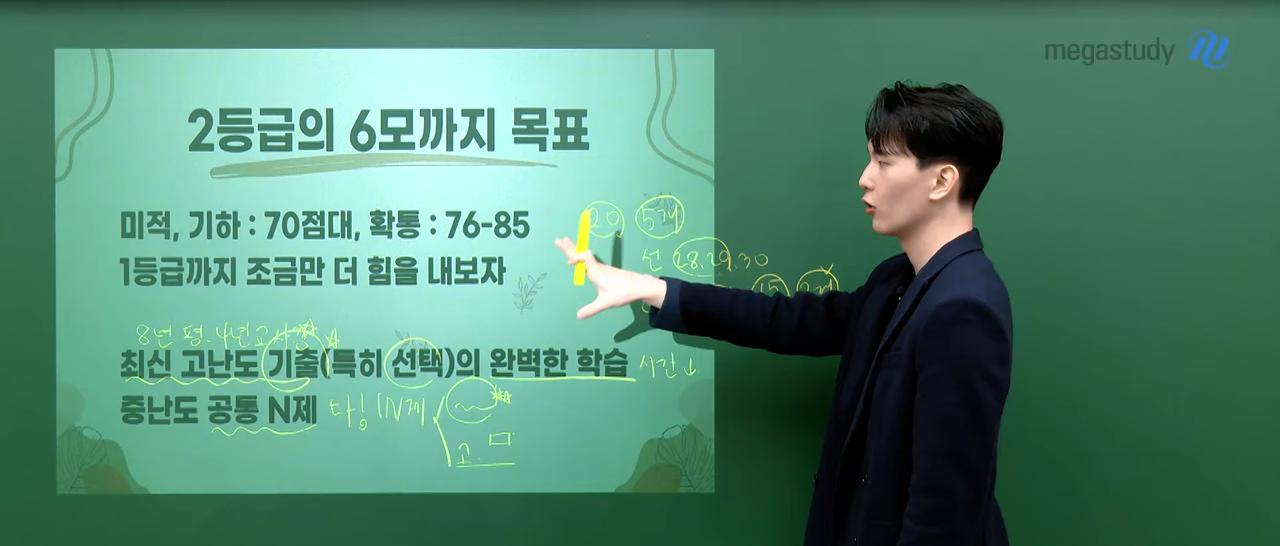 megastudy
2등급의 6모까지 목표
미적, 기하 : 70점대, 확통 : 76-85
1등급까지 조금만 더 힘을 내보자
20 5개
선 28.29.30
15
8년 평. 4년 교
최신 고난도 기출(특히 선택)의 완벽한 학습 시간↓
중난도 공통 N제 다! N제
고.